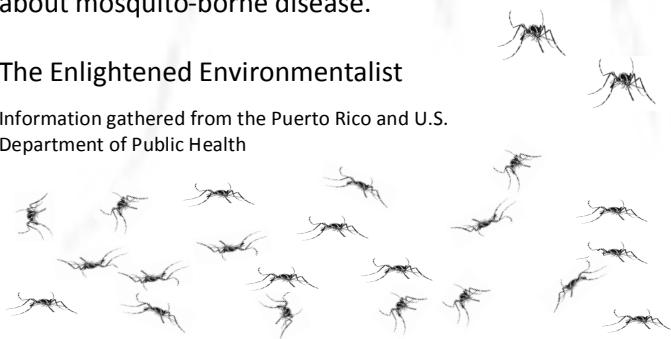 about mosquito-borne disease.
The Enlightened Environmentalist
Information gathered from the Puerto Rico and U.S.
Department of Public Health